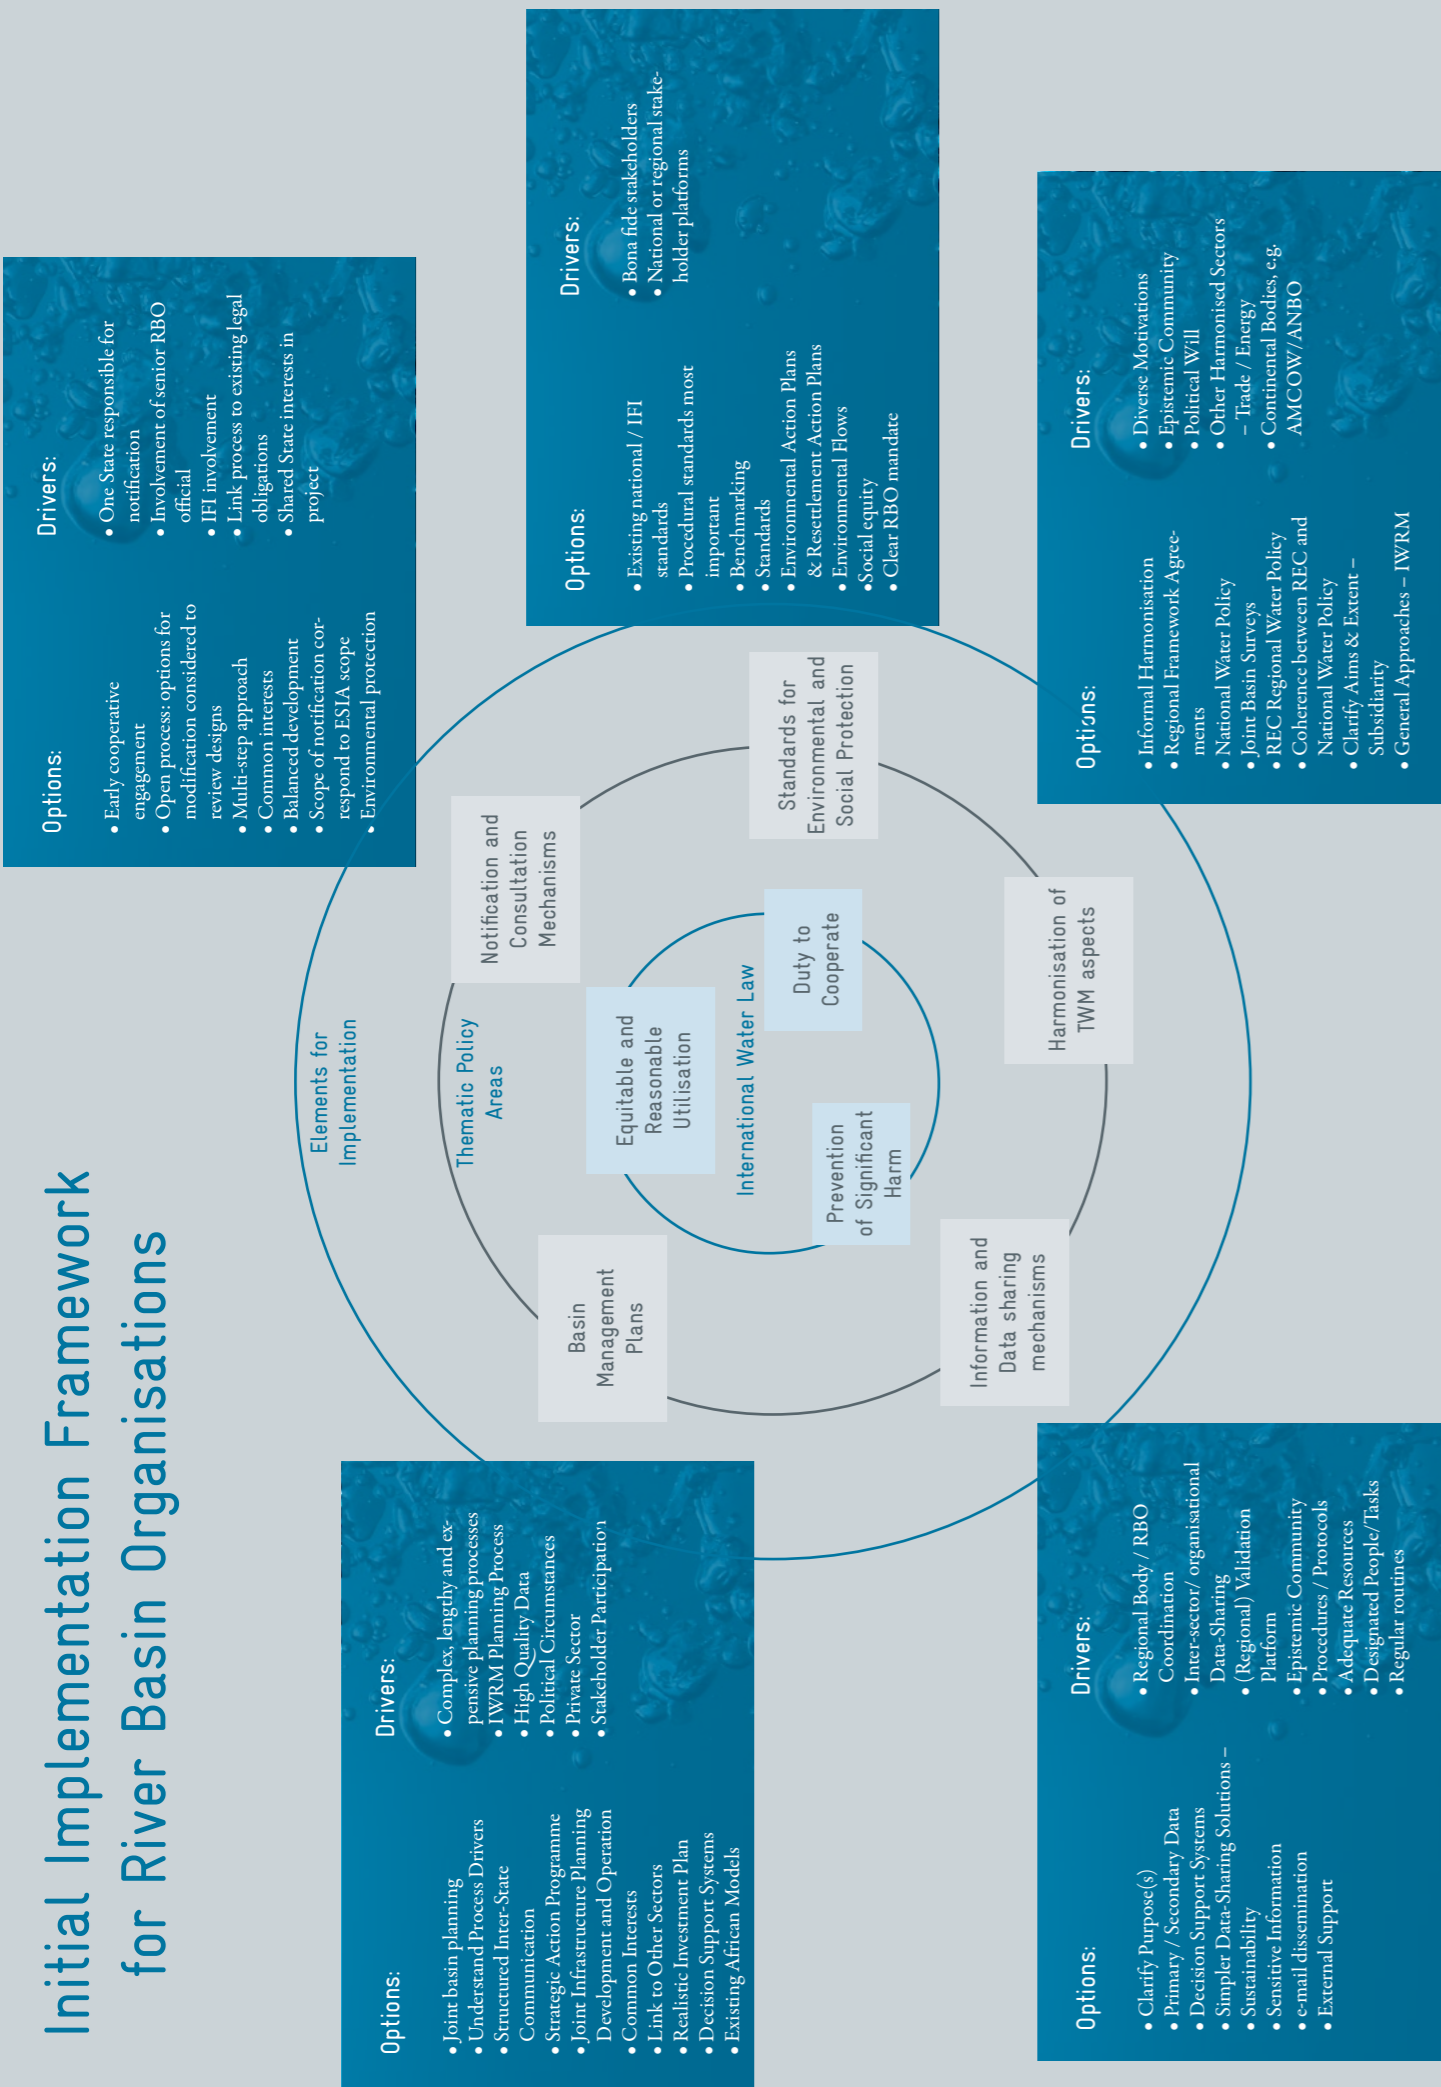 Initial Implementation Framework
for River Basin Organisations
Options:
• Joint basin planning
• Understand Process Drivers
• Structured Inter-State
Communication
• Strategic Action Programme
• Joint Infrastructure Planning
Development and Operation
• Common Interests
• Link to Other Sectors
• Realistic Investment Plan
• Decision Support Systems
• Existing African Models
Drivers:
• Complex, lengthy and ex-
pensive planning processes
• IWRM Planning Process
• High Quality Data
• Political Circumstances
• Private Sector
• Stakeholder Participation
Options:
• Early cooperative
engagement
• Open process: options for
modification considered to
review designs
• Multi-step approach
• Common interests
• Balanced development
• Scope of notification cor-
respond to ESIA scope
• Environmental protection
Drivers:
• One State responsible for
notification
• Involvement of senior RBO
official
• IFI involvement
• Link process to existing legal
obligations
• Shared State interests in
project
Elements for
Implementation
Thematic Policy
Areas
Basin
Management
Plans
Notification and
Consultation
Mechanisms
Equitable and
Reasonable
Utilisation
International Water Law
Prevention
of Significant
Harm
Duty to
Cooperate
Standards for
Environmental and
Social Protection
Information and
Data sharing
mechanisms
Harmonisation of
TWM aspects
Options:
• Existing national / IFI
standards
• Procedural standards most
important
• Benchmarking
• Standards
• Environmental Action Plans
& Resettlement Action Plans
• Environmental Flows
•Social equity
• Clear RBO mandate
Drivers:
• Bona fide stakeholders
• National or regional stake-
holder platforms
Options:
• Clarify Purpose(s)
• Primary / Secondary Data
• Decision Support Systems
• Simpler Data-Sharing Solutions –
• Sustainability
• Sensitive Information
• e-mail dissemination
• External Support
Drivers:
• Regional Body / RBO
Coordination
• Inter-sector/ organisational
Data-Sharing
• (Regional) Validation
Platform
• Epistemic Community
• Procedures / Protocols
• Adequate Resources
• Designated People/Tasks
• Regular routines
Options:
• Informal Harmonisation
• Regional Framework Agree-
ments
• National Water Policy
• Joint Basin Surveys
• REC Regional Water Policy
• Coherence between REC and
National Water Policy
• Clarify Aims & Extent –
Subsidiarity
• General Approaches – IWRM
Drivers:
• Diverse Motivations
• Epistemic Community
• Political Will
• Other Harmonised Sectors
– Trade / Energy
• Continental Bodies, e.g.
AMCOW/ANBO